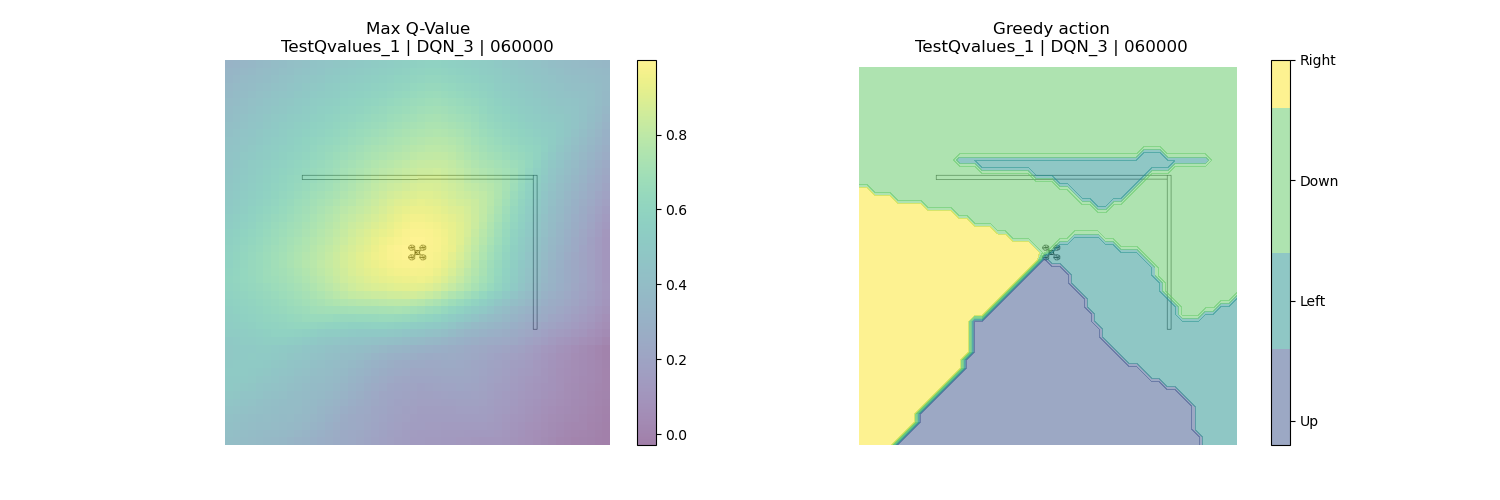 Max Q-Value
TestQvalues_1 | DQN_3 | 060000
0.8
0.6
0.4
0.2
0.0
Greedy action
TestQvalues_1 | DQN_3 | 060000
Right
Down
Left
Up